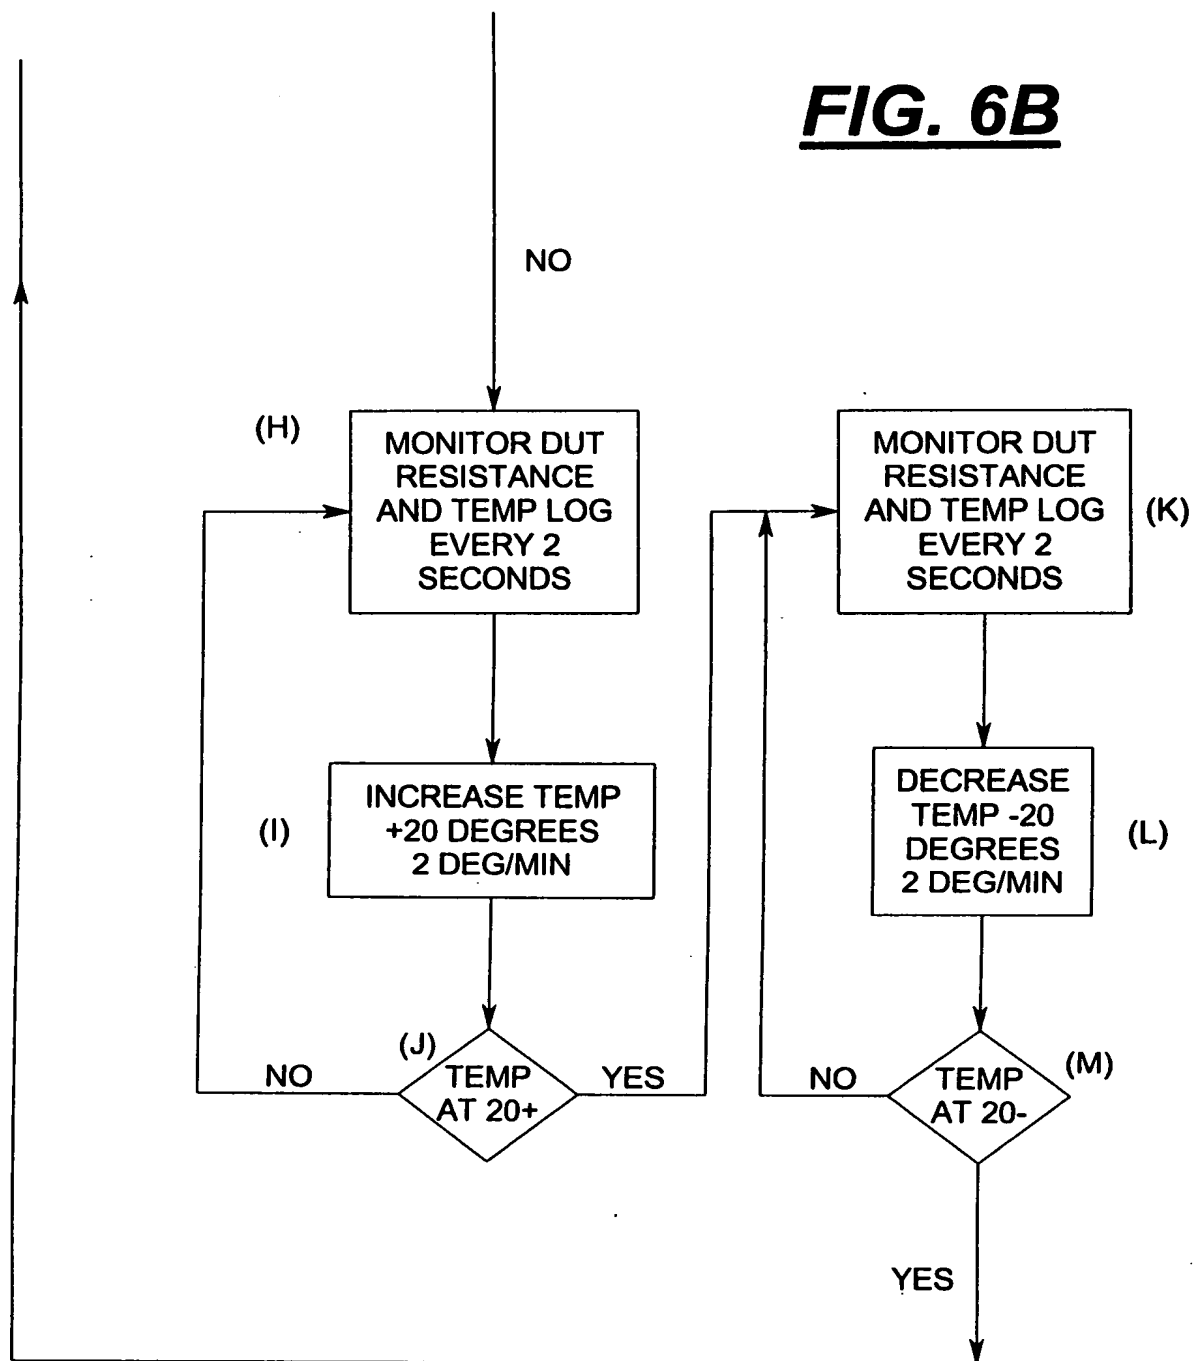 FIG. 6B
NO
(H)
MONITOR DUT
RESISTANCE
AND TEMP LOG
EVERY 2
SECONDS
(I)
INCREASE TEMP
+20 DEGREES
2 DEG/MIN
(J)
TEMP
AT 20+
NO
YES
MONITOR DUT
RESISTANCE
AND TEMP LOG
EVERY 2
SECONDS
(K)
DECREASE
TEMP -20
DEGREES
2 DEG/MIN
(L)
TEMP
AT 20-
(M)
NO
YES